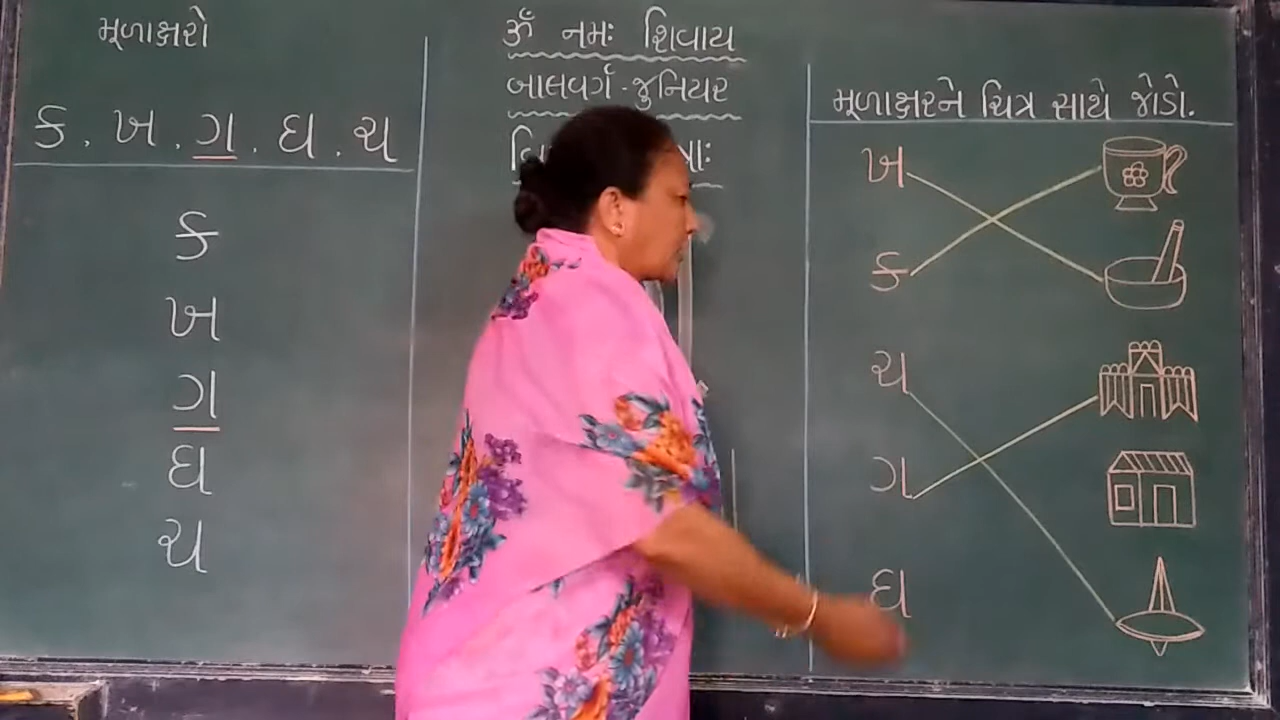 મૂળાક્ષરો
ક . ખ . ગ . ઘ . ચ
ક
ખ
ગ
ઘ
ચ
ૐ નમઃ શિવાય
બાલવર્ગ - જુનિયર
મૂળાક્ષરને ચિત્ર સાથે જોડો.
ખ
ક
ચ
ગ
ઘ